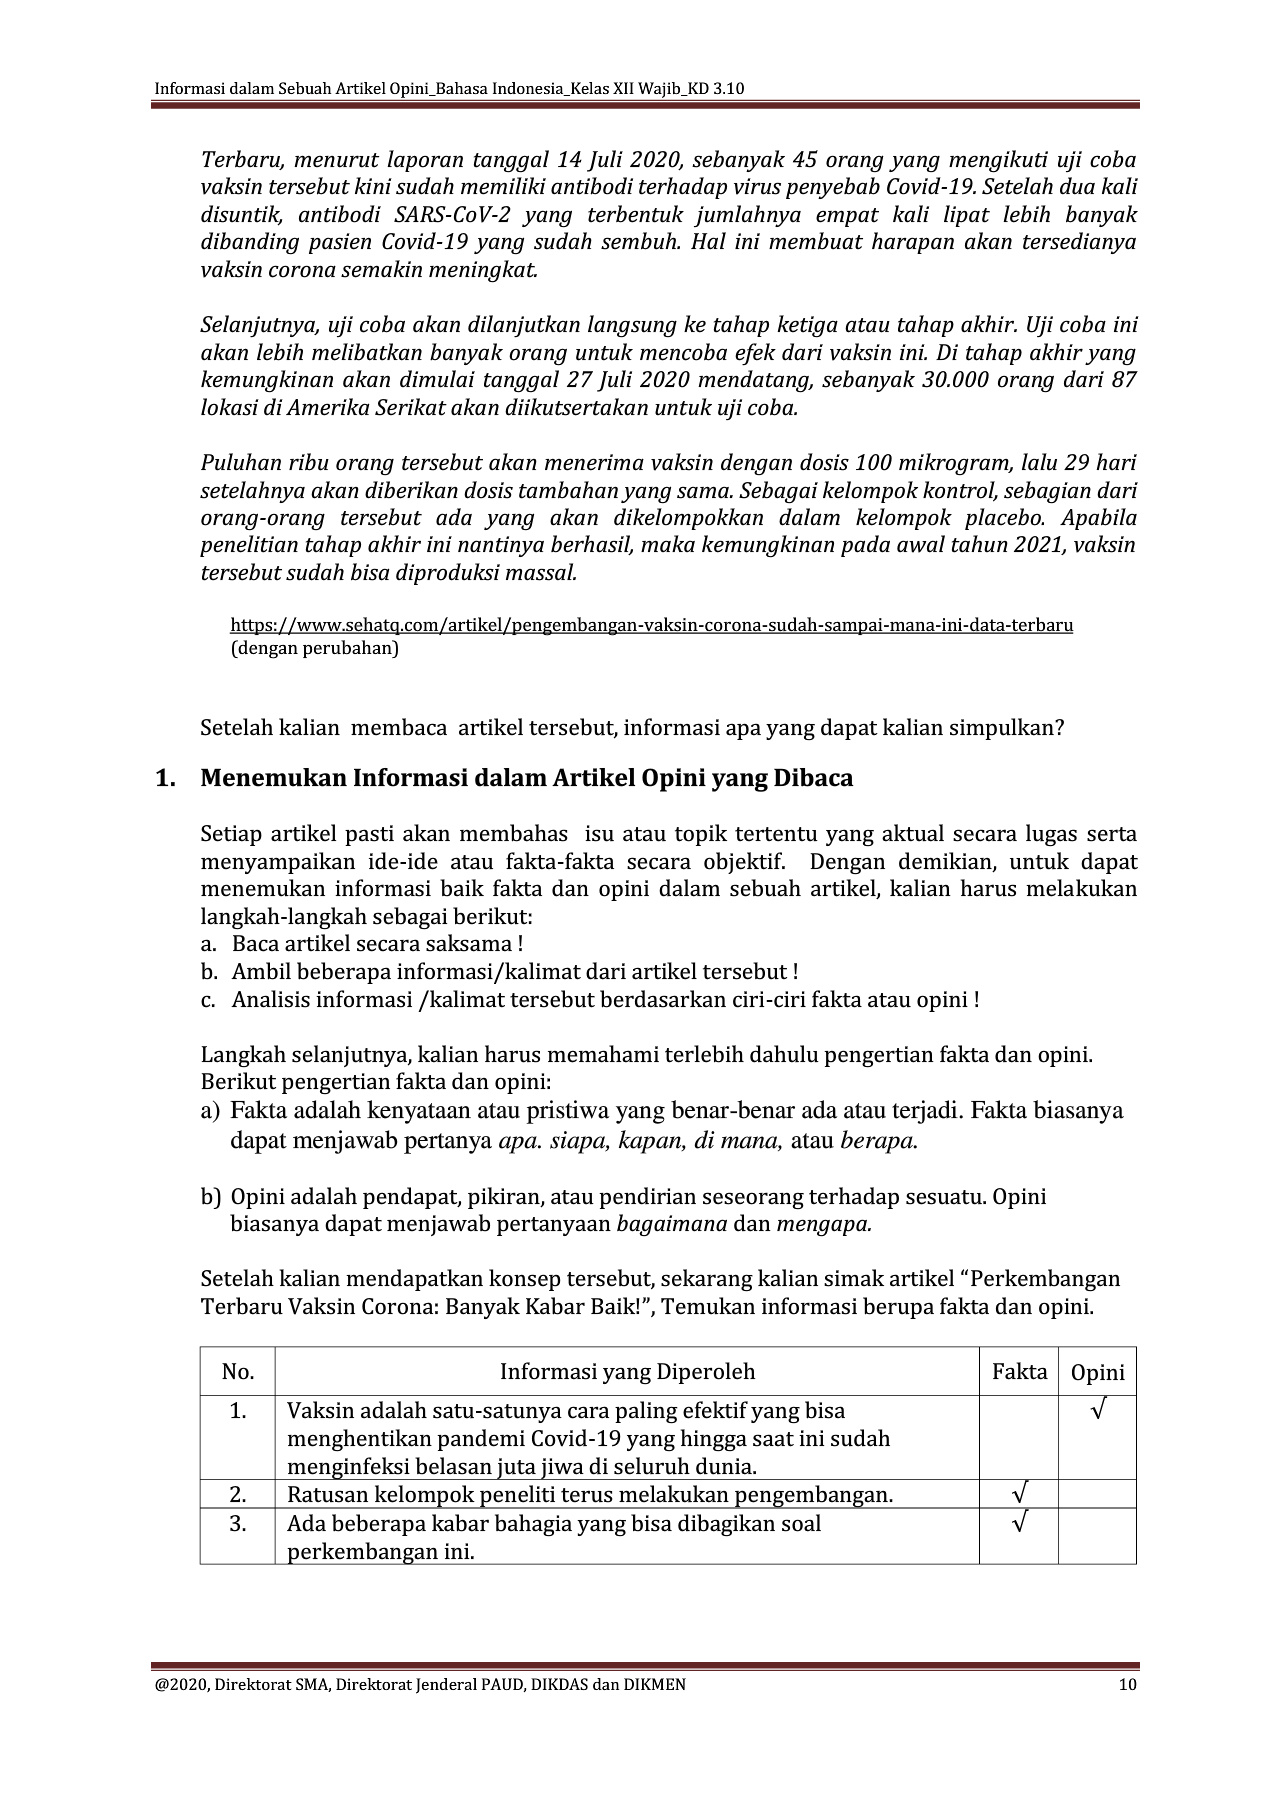 Informasi dalam Sebuah Artikel Opini_Bahasa Indonesia_Kelas XII Wajib_KD 3.10
Terbaru, menurut laporan tanggal 14 Juli 2020, sebanyak 45 orang yang mengikuti uji coba
vaksin tersebut kini sudah memiliki antibodi terhadap virus penyebab Covid-19. Setelah dua kali
disuntik, antibodi SARS-CoV-2 yang terbentuk jumlahnya empat kali lipat lebih banyak
dibanding pasien Covid-19 yang sudah sembuh. Hal ini membuat harapan akan tersedianya
vaksin corona semakin meningkat.
Selanjutnya, uji coba akan dilanjutkan langsung ke tahap ketiga atau tahap akhir. Uji coba ini
akan lebih melibatkan banyak orang untuk mencoba efek dari vaksin ini. Di tahap akhir yang
kemungkinan akan dimulai tanggal 27 Juli 2020 mendatang, sebanyak 30.000 orang dari 87
lokasi di Amerika Serikat akan diikutsertakan untuk uji coba.
Puluhan ribu orang tersebut akan menerima vaksin dengan dosis 100 mikrogram, lalu 29 hari
setelahnya akan diberikan dosis tambahan yang sama. Sebagai kelompok kontrol, sebagian dari
orang-orang tersebut ada yang akan dikelompokkan dalam kelompok placebo. Apabila
penelitian tahap akhir ini nantinya berhasil, maka kemungkinan pada awal tahun 2021, vaksin
tersebut sudah bisa diproduksi massal.
https://www.sehatq.com/artikel/pengembangan-vaksin-corona-sudah-sampai-mana-ini-data-terbaru
(dengan perubahan)
Setelah kalian membaca artikel tersebut, informasi apa yang dapat kalian simpulkan?
1. Menemukan Informasi dalam Artikel Opini yang Dibaca
Setiap artikel pasti akan membahas isu atau topik tertentu yang aktual secara lugas serta
menyampaikan ide-ide atau fakta-fakta secara objektif. Dengan demikian, untuk dapat
menemukan informasi baik fakta dan opini dalam sebuah artikel, kalian harus melakukan
langkah-langkah sebagai berikut:
a. Baca artikel secara saksama !
b. Ambil beberapa informasi/kalimat dari artikel tersebut !
c. Analisis informasi /kalimat tersebut berdasarkan ciri-ciri fakta atau opini !
Langkah selanjutnya, kalian harus memahami terlebih dahulu pengertian fakta dan opini.
Berikut pengertian fakta dan opini:
a) Fakta adalah kenyataan atau pristiwa yang benar-benar ada atau terjadi. Fakta biasanya
dapat menjawab pertanya apa. siapa, kapan, di mana, atau berapa.
b) Opini adalah pendapat, pikiran, atau pendirian seseorang terhadap sesuatu. Opini
biasanya dapat menjawab pertanyaan bagaimana dan mengapa.
Setelah kalian mendapatkan konsep tersebut, sekarang kalian simak artikel “Perkembangan
Terbaru Vaksin Corona: Banyak Kabar Baik!”, Temukan informasi berupa fakta dan opini.
No. Informasi yang Diperoleh Fakta Opini
1. Vaksin adalah satu-satunya cara paling efektif yang bisa √
menghentikan pandemi Covid-19 yang hingga saat ini sudah
menginfeksi belasan juta jiwa di seluruh dunia.
2. Ratusan kelompok peneliti terus melakukan pengembangan. √
3. Ada beberapa kabar bahagia yang bisa dibagikan soal √
perkembangan ini.
@2020, Direktorat SMA, Direktorat Jenderal PAUD, DIKDAS dan DIKMEN 10